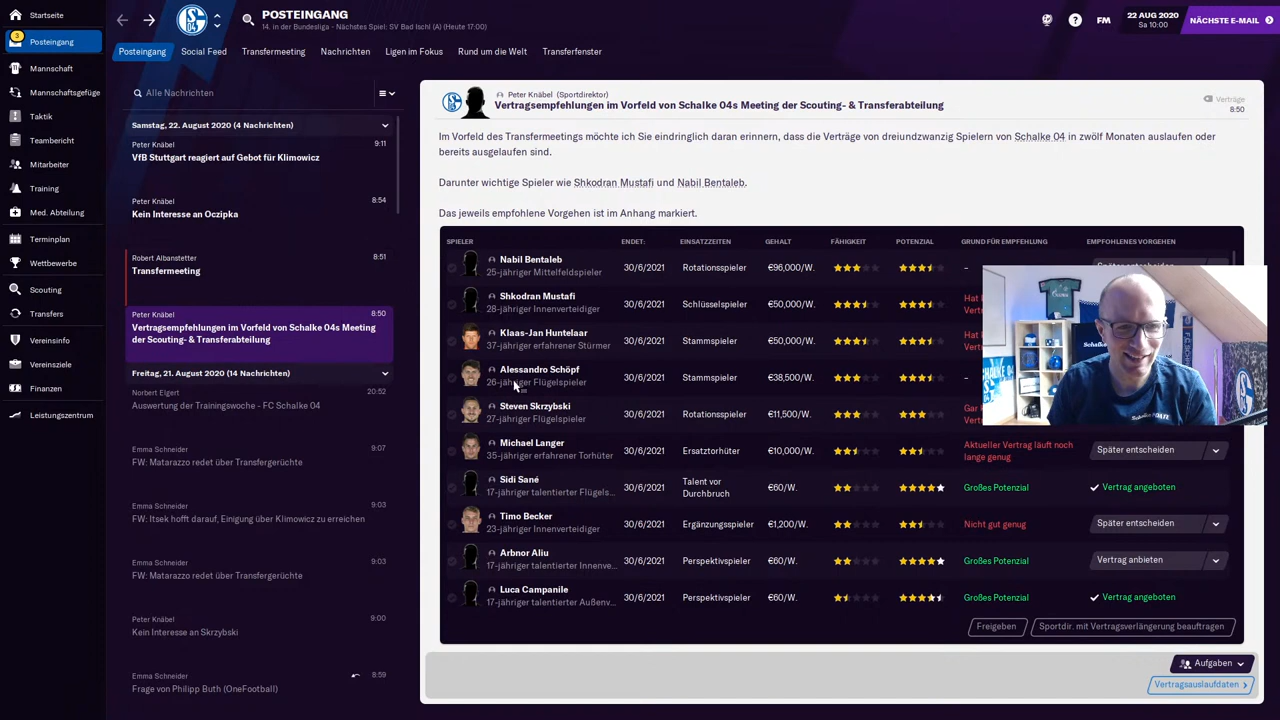 Startseite
3
Posteingang
Mannschaft
Mannschaftsgefüge
Taktik
Teambericht
Mitarbeiter
Training
Med. Abteilung
Terminplan
Wettbewerbe
Scouting
Transfers
Vereinsinfo
Vereinsziele
Finanzen
Leistungszentrum
POSTEINGANG
14. in der Bundesliga - Nächstes Spiel: SV Bad Ischl (A) (Heute 17:00)
FM
22 AUG 2020
Sa 10:00
NÄCHSTE E-MAIL
Posteingang Social Feed Transfermeeting Nachrichten Ligen im Fokus Rund um die Welt Transferfenster
Alle Nachrichten
Samstag, 22. August 2020 (4 Nachrichten)
Peter Knäbel 9:11
VfB Stuttgart reagiert auf Gebot für Klimowicz
Peter Knäbel 8:54
Kein Interesse an Oczipka
Robert Albanstetter 8:51
Transfermeeting
Peter Knäbel 8:50
Vertragsempfehlungen im Vorfeld von Schalke 04s Meeting
der Scouting- & Transferabteilung
Freitag, 21. August 2020 (14 Nachrichten)
Norbert Elgert 20:52
Auswertung der Trainingswoche - FC Schalke 04
Emma Schneider 9:07
FW: Matarazzo redet über Transfergerüchte
Emma Schneider 9:03
FW: Itsek hofft darauf, Einigung über Klimowicz zu erreichen
Emma Schneider 9:03
FW: Matarazzo redet über Transfergerüchte
Peter Knäbel 9:00
Kein Interesse an Skrzybski
Emma Schneider 8:59
Frage von Philipp Buth (OneFootball)
Peter Knäbel (Sportdirektor)
Vertragsempfehlungen im Vorfeld von Schalke 04s Meeting der Scouting- & Transferabteilung
Verträge
8:50
Im Vorfeld des Transfermeetings möchte ich Sie eindringlich daran erinnern, dass die Verträge von dreiundzwanzig Spielern von Schalke 04 in zwölf Monaten auslaufen oder
bereits ausgelaufen sind.
Darunter wichtige Spieler wie Shkodran Mustafi und Nabil Bentaleb.
Das jeweils empfohlene Vorgehen ist im Anhang markiert.
SPIELER ENDET: EINSATZZEITEN GEHALT FÄHIGKEIT POTENZIAL GRUND FÜR EMPFEHLUNG EMPFOHLENES VORGEHEN
Nabil Bentaleb
25-jähriger Mittelfeldspieler
30/6/2021 Rotationsspieler €96,000/W. - Später entscheiden
Shkodran Mustafi
28-jähriger Innenverteidiger
30/6/2021 Schlüsselspieler €50,000/W.
Klaas-Jan Huntelaar
37-jähriger erfahrener Stürmer
30/6/2021 Stammspieler €50,000/W.
Alessandro Schöpf
26-jähriger Flügelspieler
30/6/2021 Stammspieler €38,500/W. -
Steven Skrzybski
27-jähriger Flügelspieler
30/6/2021 Rotationsspieler €11,500/W.
Michael Langer
35-jähriger erfahrener Torhüter
30/6/2021 Ersatztorhüter €10,000/W. Aktueller Vertrag läuft noch
lange genug
Später entscheiden
Sidi Sané
17-jähriger talentierter Flügels...
30/6/2021 Talent vor
Durchbruch
€60/W. Großes Potenzial Vertrag angeboten
Timo Becker
23-jähriger Innenverteidiger
30/6/2021 Ergänzungsspieler €1,200/W. Nicht gut genug Später entscheiden
Arbnor Aliu
17-jähriger talentierter Innenve...
30/6/2021 Perspektivspieler €60/W. Großes Potenzial Vertrag anbieten
Luca Campanile
17-jähriger talentierter Außenv...
30/6/2021 Perspektivspieler €60/W. Großes Potenzial Vertrag angeboten
Freigeben Sportdir. mit Vertragsverlängerung beauftragen
Aufgaben
Vertragsauslaufdaten